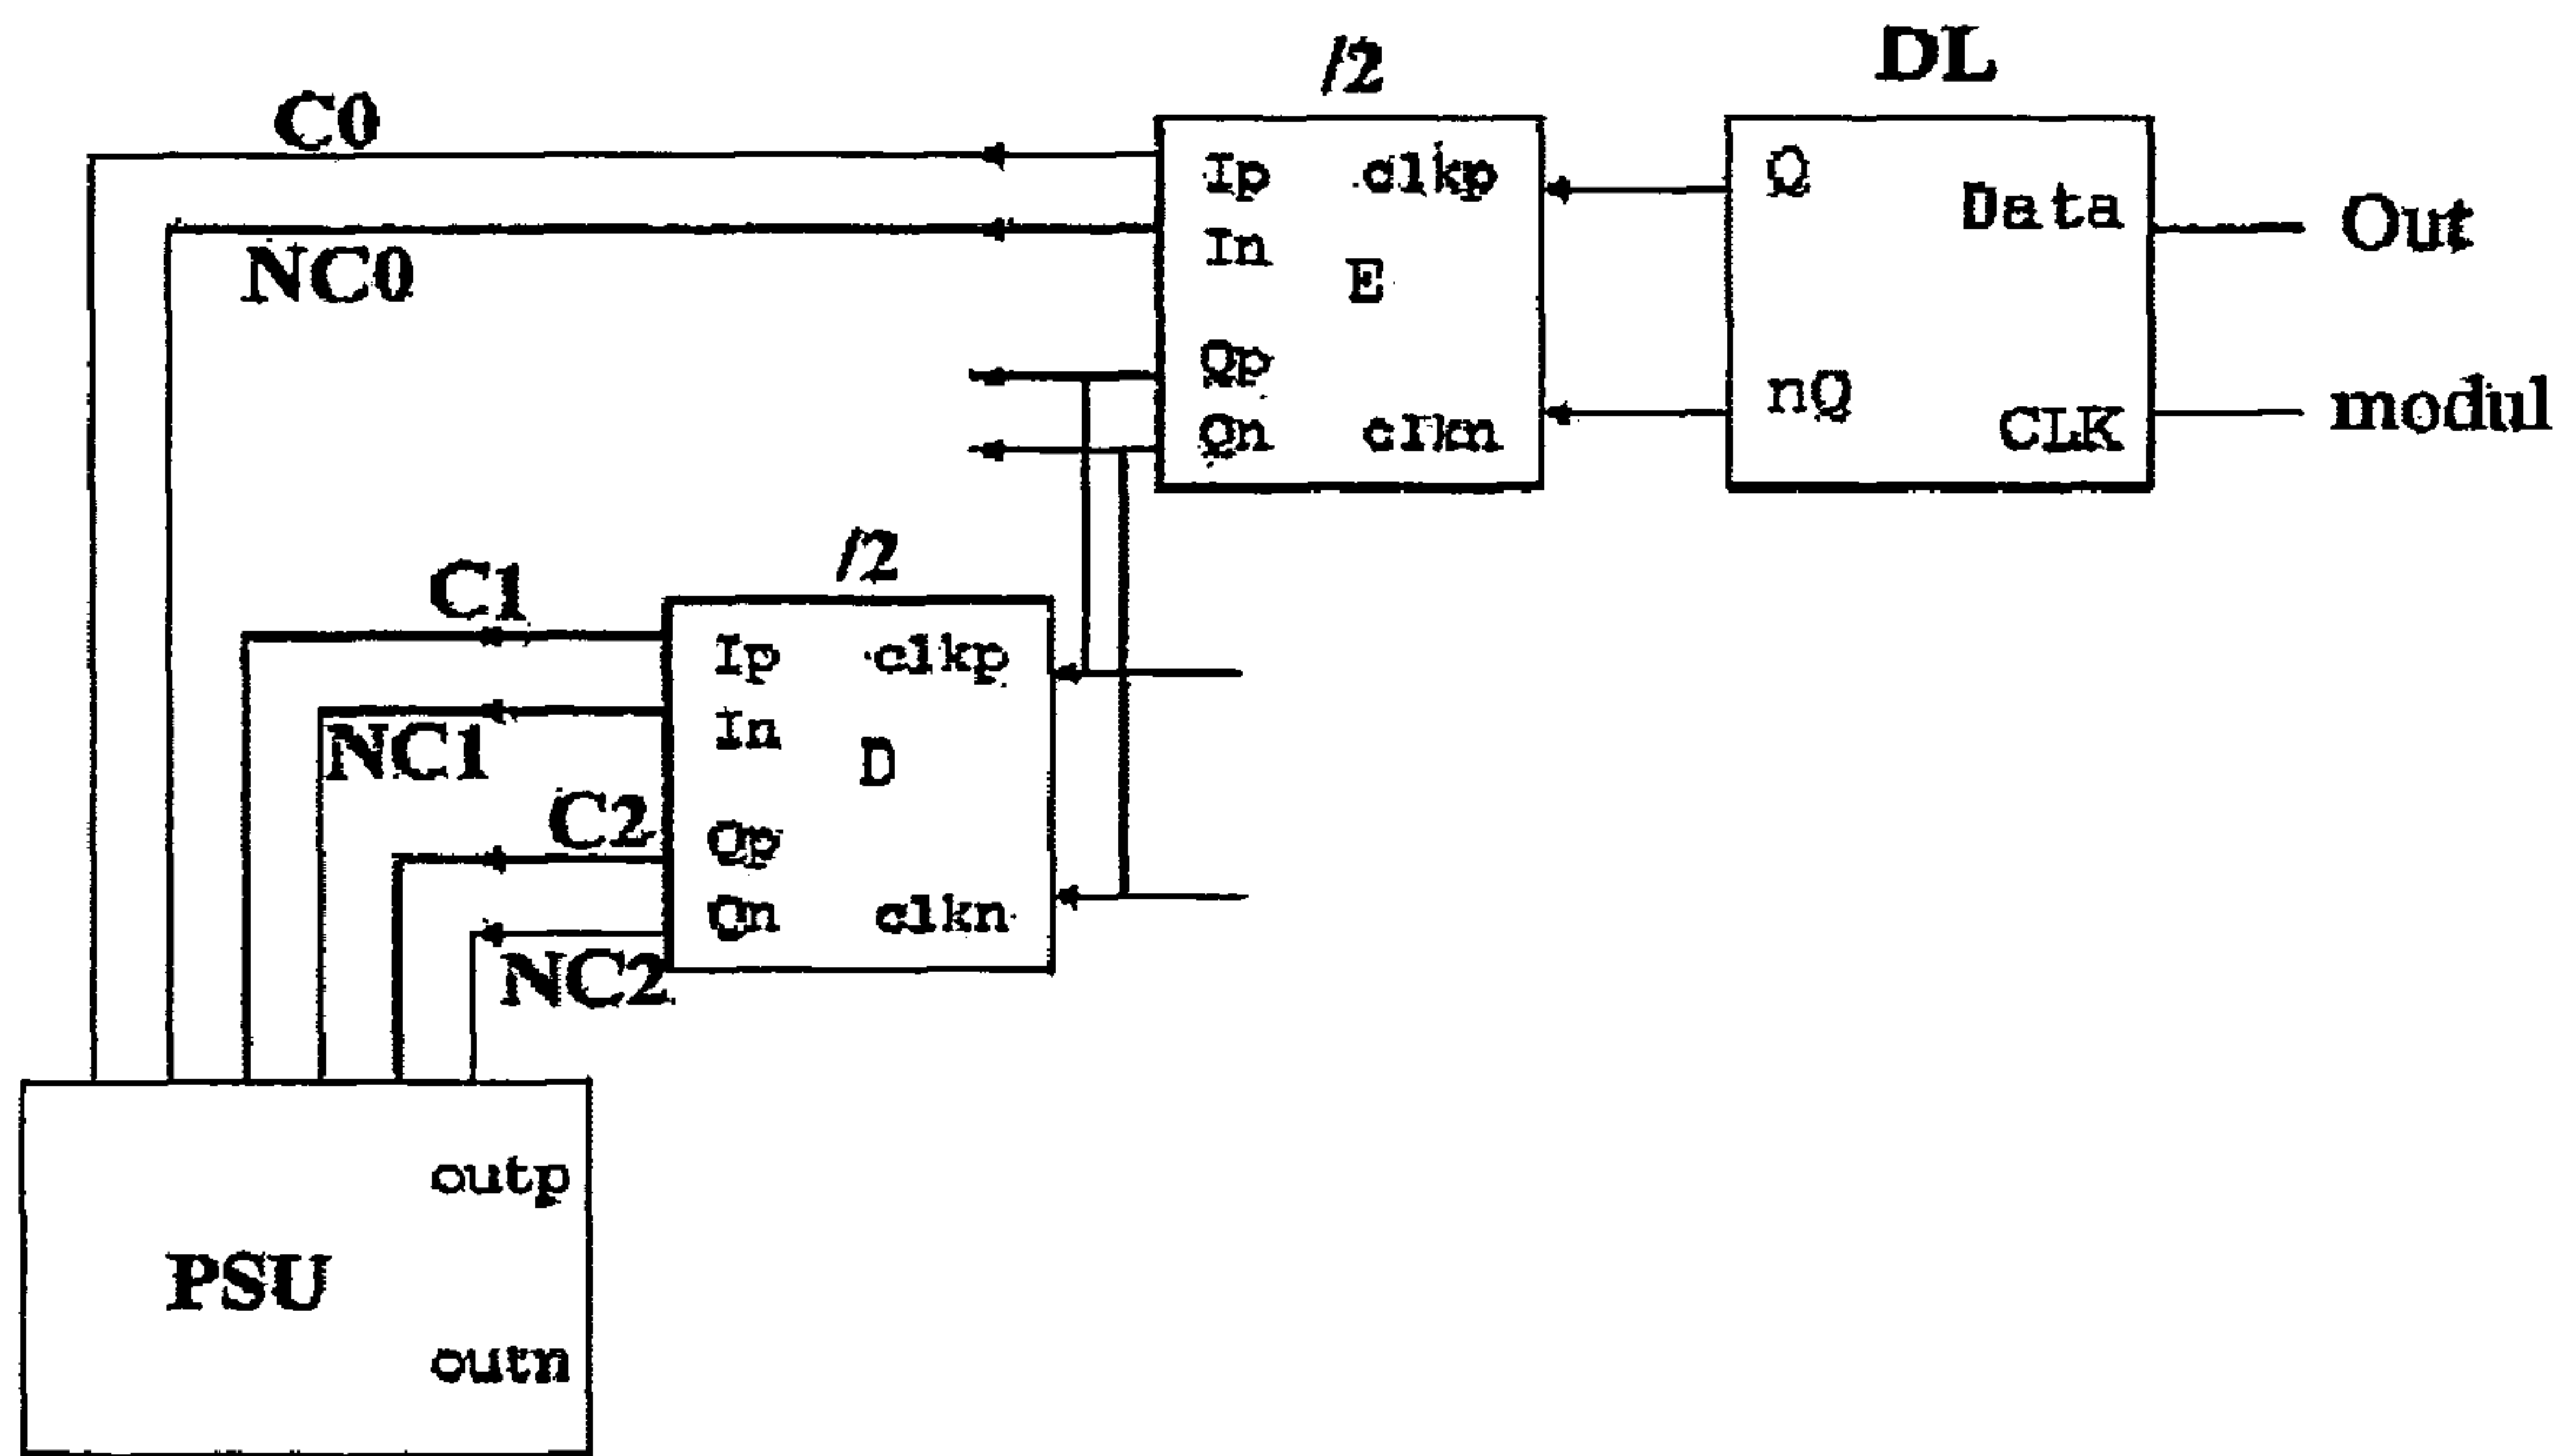 /2
DL
C0
NC0
Ip clkp
In
E
Qp
Qn clkn
Q
Data
nQ
CLK
Out
modul
/2
C1
NC1
C2
NC2
Ip clkp
In
D
Qp
Qn clkn
outp
PSU
outn